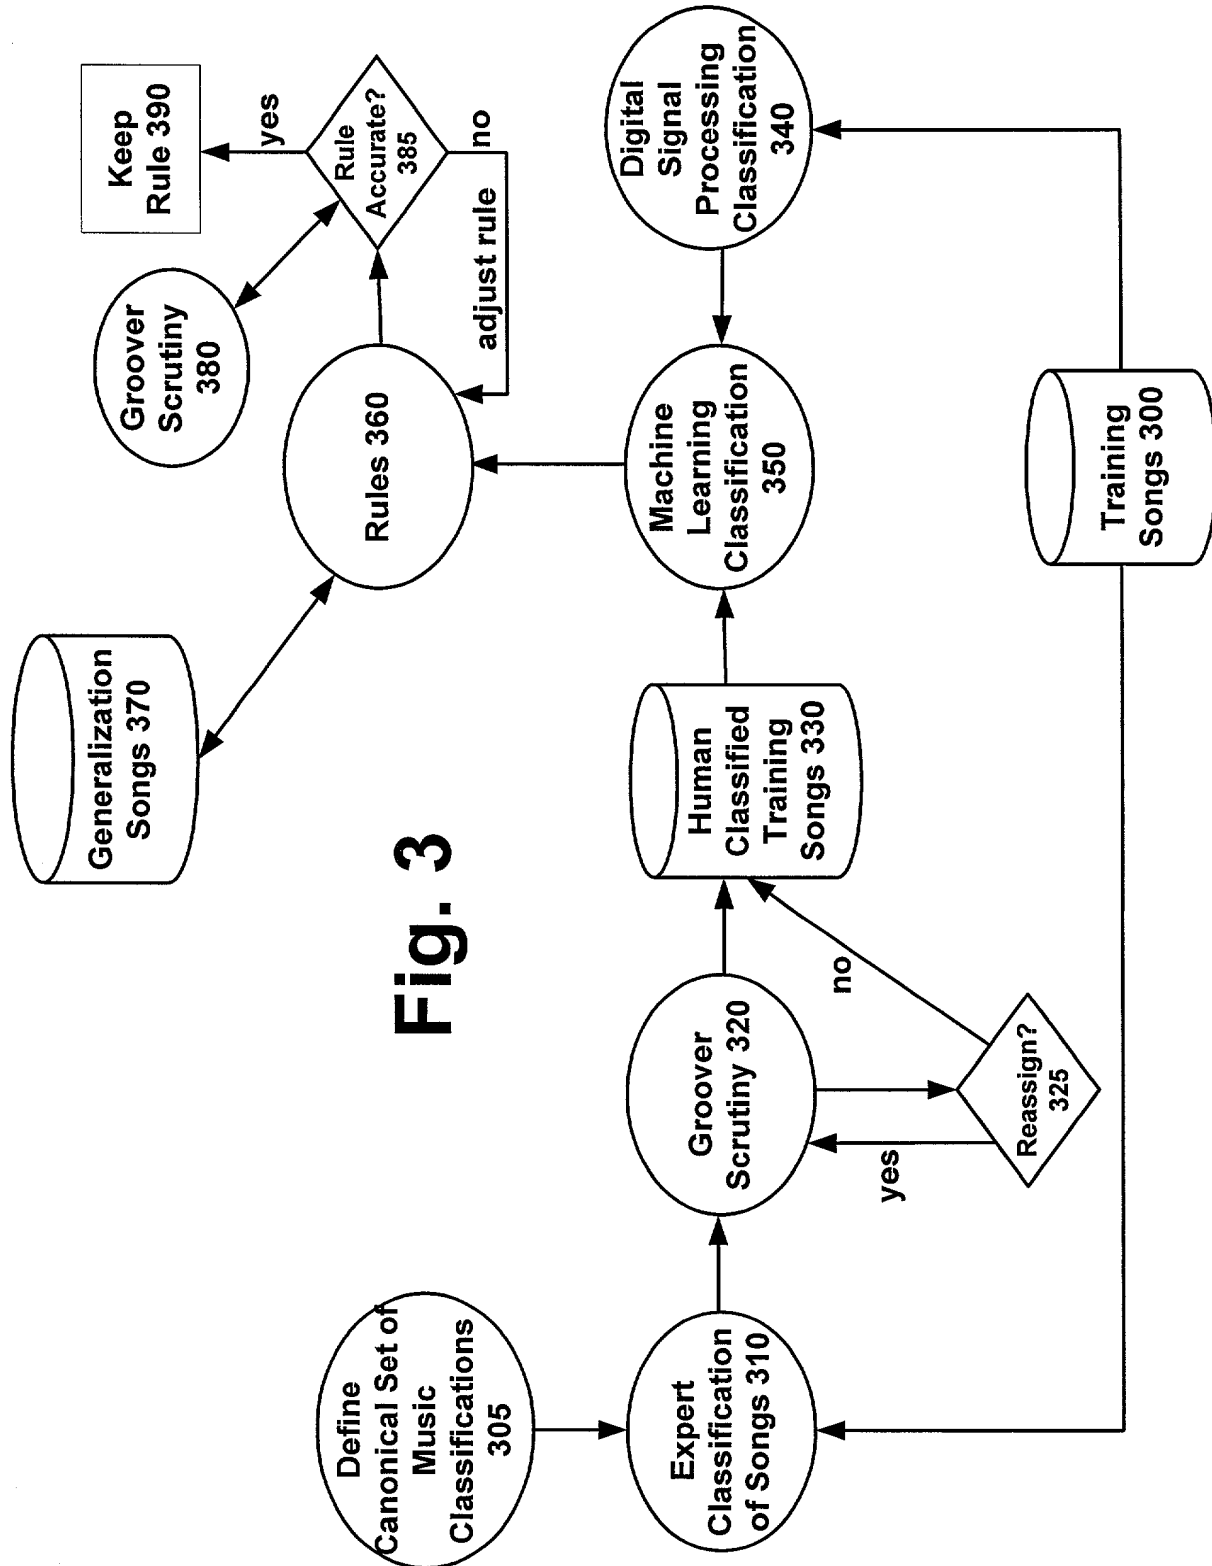 Define
Canonical Set of
Music
Classifications
305
Expert
Classification
of Songs 310
Groover
Scrutiny 320
yes
no
Reassign?
325
Human
Classified
Training
Songs 330
Fig. 3
Generalization
Songs 370
Rules 360
Machine
Learning
Classification
350
Training
Songs 300
Groover
Scrutiny
380
adjust rule
Keep
Rule 390
yes
Rule
Accurate?
385
no
Digital
Signal
Processing
Classification
340